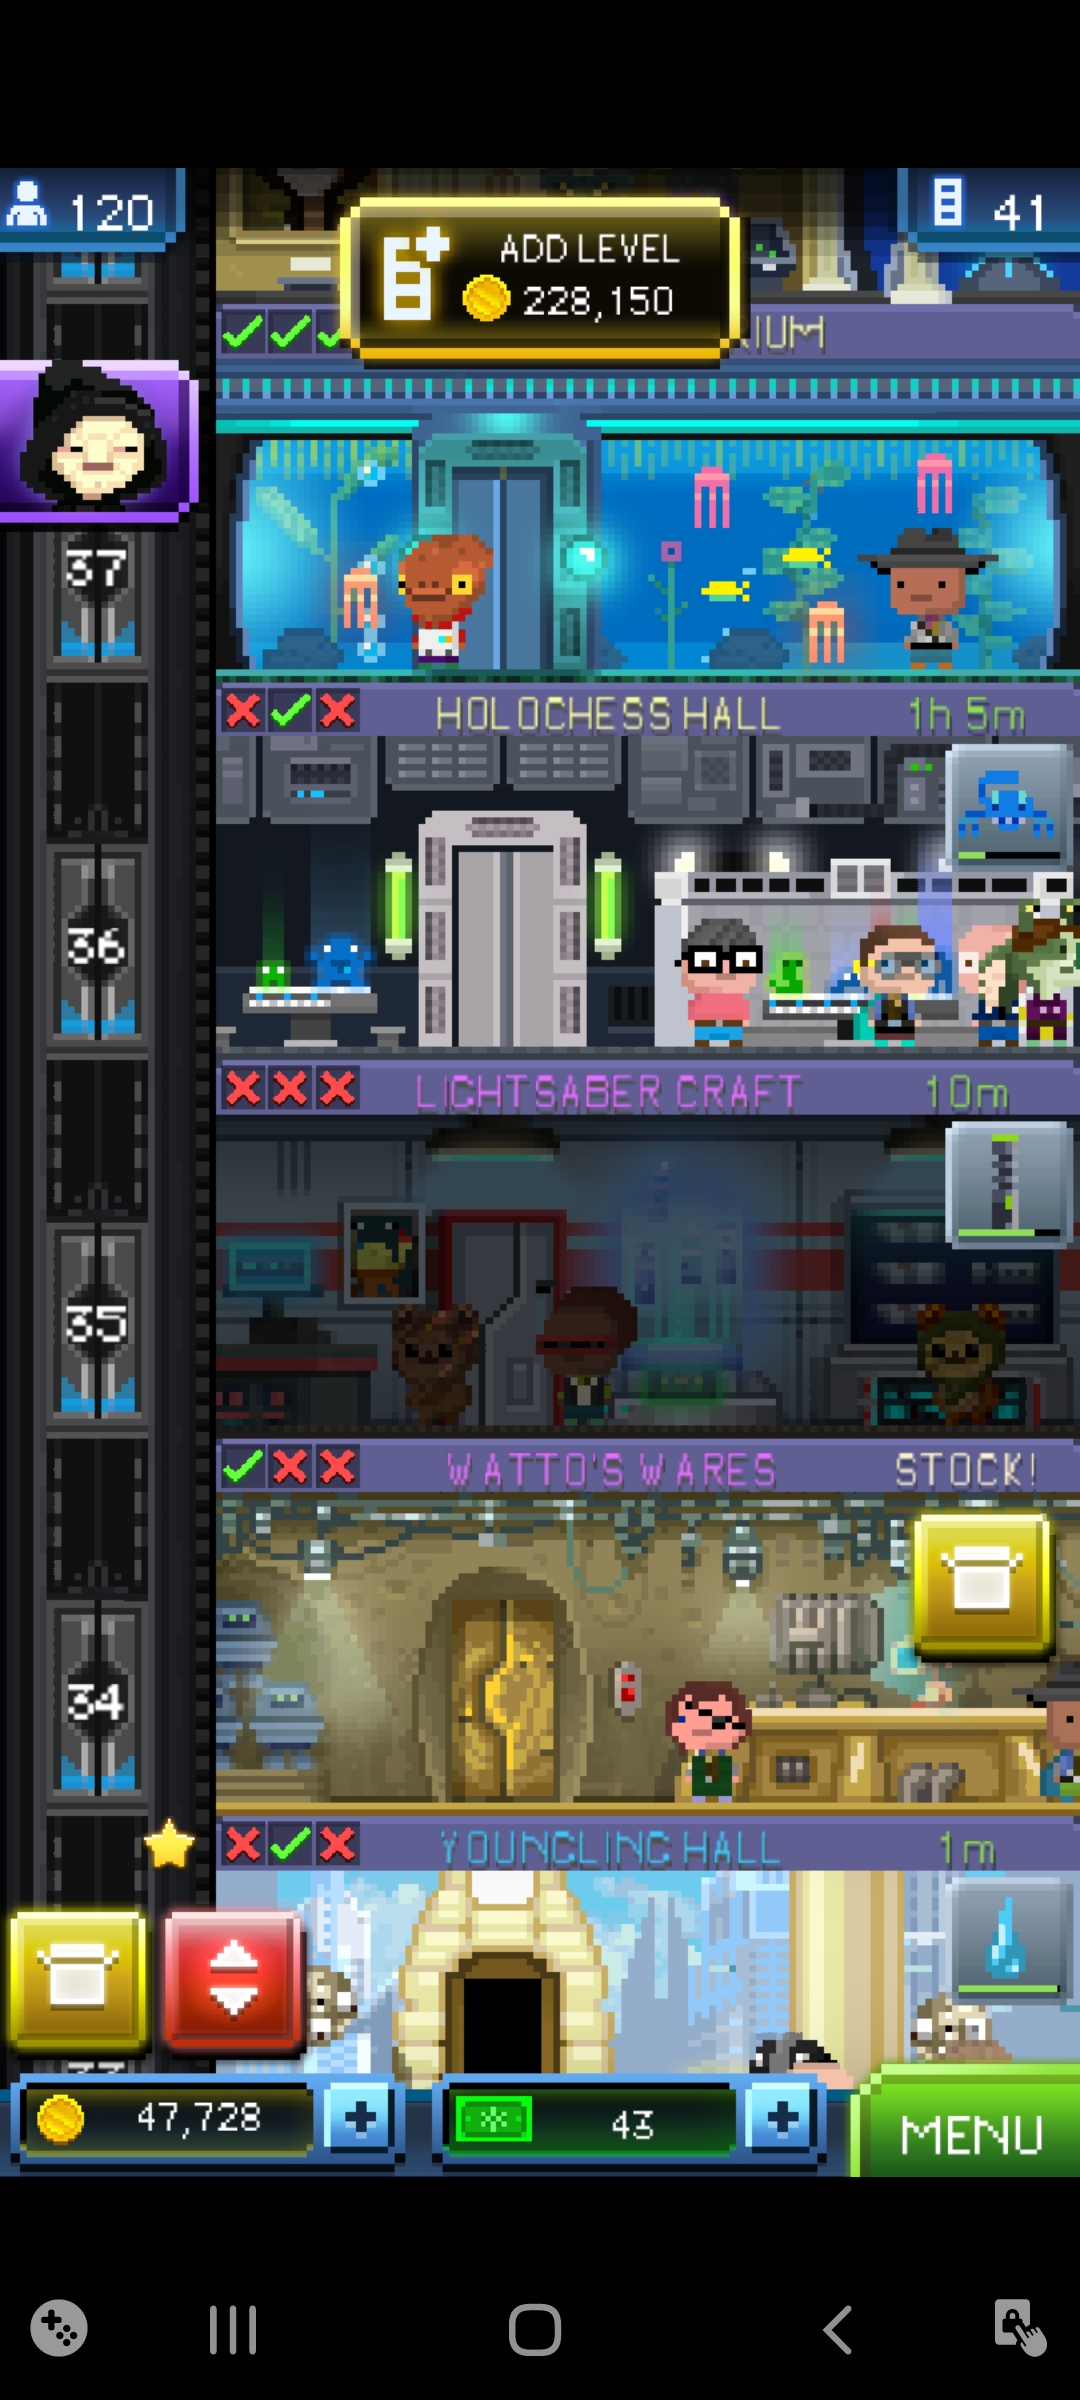 120
41
ADD LEVEL
228,150
RIUM
37
HOLOCHESS HALL 1h 5m
36
LIGHTSABER CRAFT 10m
35
WATTO'S WARES STOCK!
34
YOUNGLING HALL 1m
47,728
43
MENU